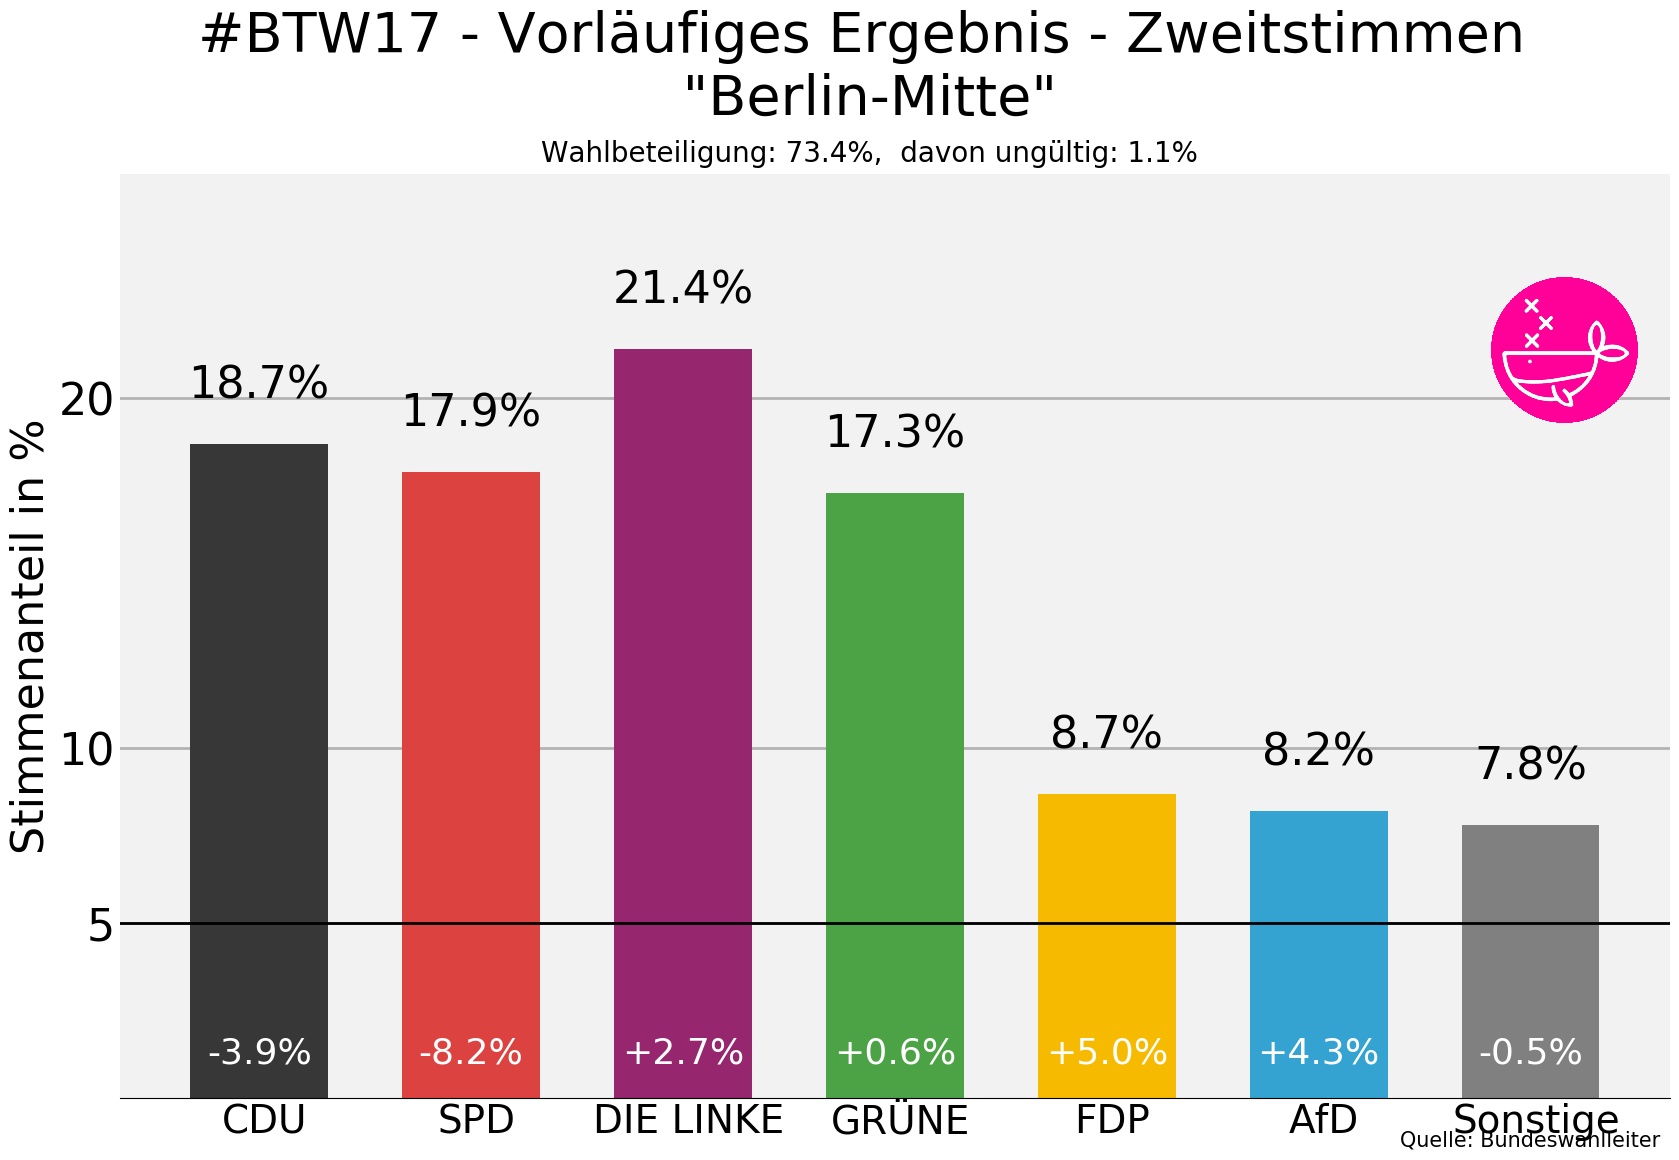 #BTW17 - Vorläufiges Ergebnis - Zweitstimmen
"Berlin-Mitte"
Wahlbeteiligung: 73.4%, davon ungültig: 1.1%
Stimmenanteil in %
20
10
5
18.7%
17.9%
21.4%
17.3%
8.7%
8.2%
7.8%
-3.9%
-8.2%
+2.7%
+0.6%
+5.0%
+4.3%
-0.5%
CDU
SPD
DIE LINKE
GRÜNE
FDP
AfD
Sonstige
Quelle: Bundeswahlleiter